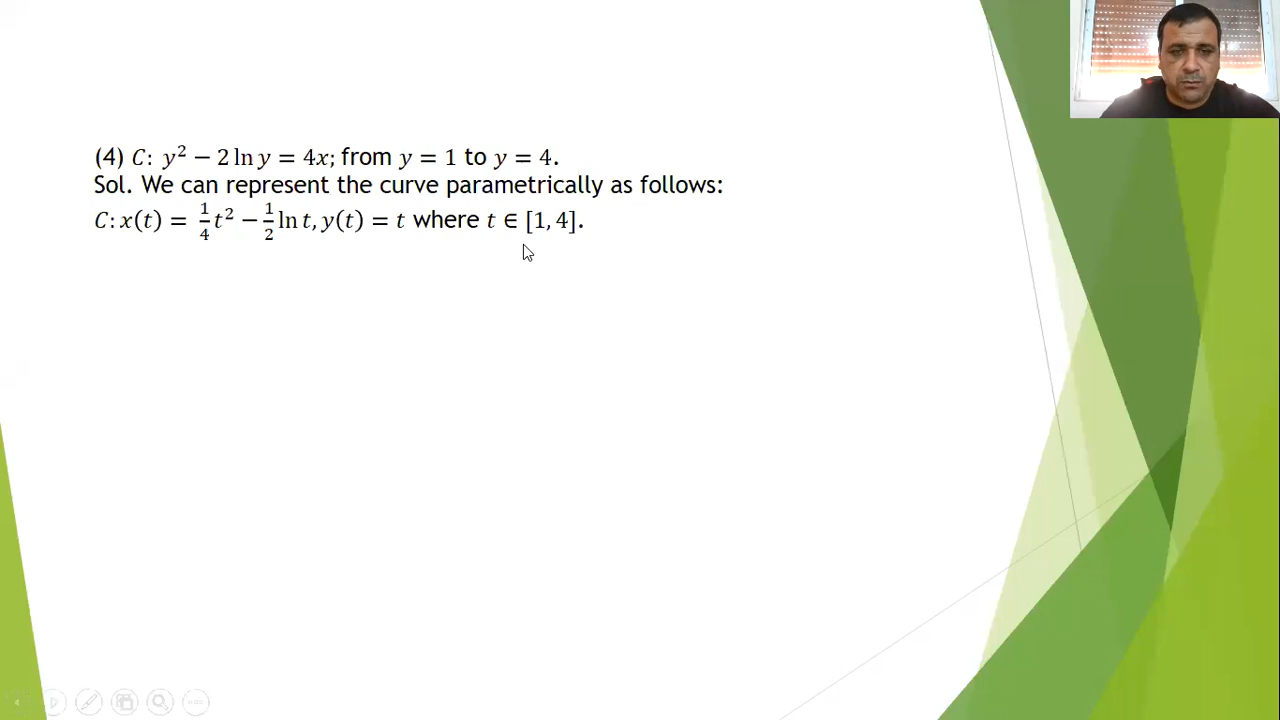 (4) C: y² − 2 ln y = 4x; from y = 1 to y = 4.
Sol. We can represent the curve parametrically as follows:
C: x(t) = 1/4 t² − 1/2 ln t, y(t) = t where t ∈ [1, 4].